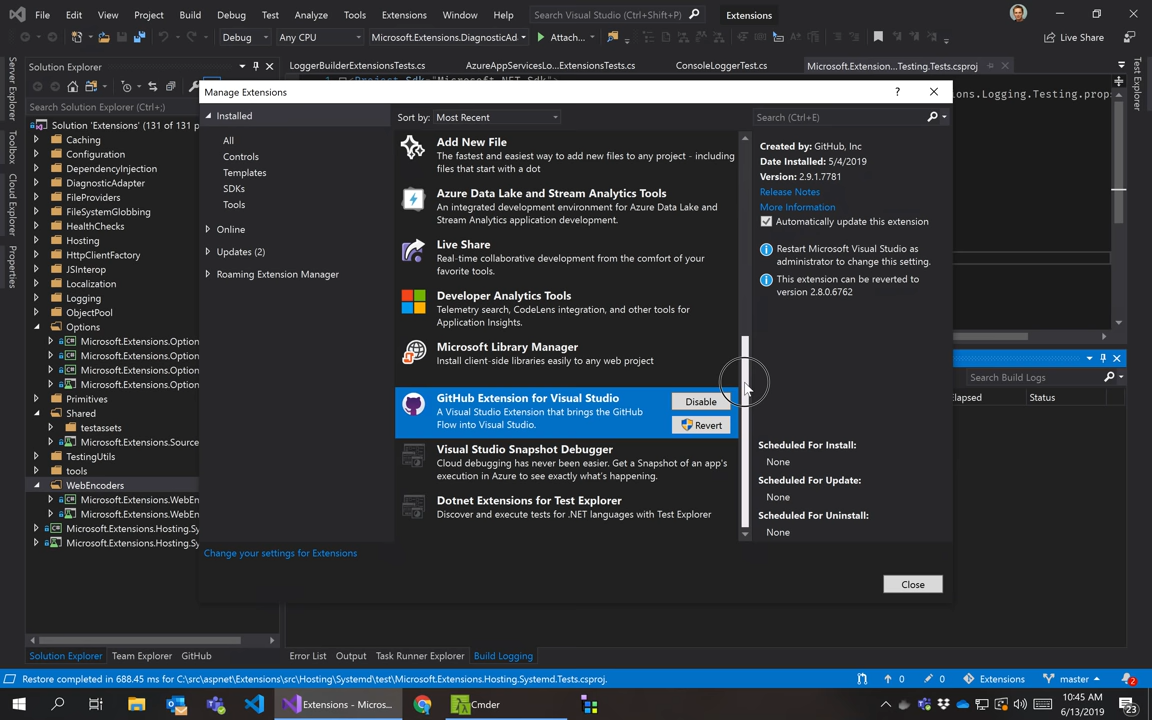 File Edit View Project Build Debug Test Analyze Tools Extensions Window Help Search Visual Studio (Ctrl+Shift+P) Extensions
Debug Any CPU Microsoft.Extensions.DiagnosticAd Attach... Live Share
Server Explorer
Toolbox
Cloud Explorer
Properties
Solution Explorer
Search Solution Explorer (Ctrl+;)
Solution 'Extensions' (131 of 131 p
Caching
Configuration
DependencyInjection
DiagnosticAdapter
FileProviders
FileSystemGlobbing
HealthChecks
Hosting
HttpClientFactory
JSInterop
Localization
Logging
ObjectPool
Options
Microsoft.Extensions.Option
Microsoft.Extensions.Option
Microsoft.Extensions.Option
Microsoft.Extensions.Option
Primitives
Shared
testassets
Microsoft.Extensions.Source
TestingUtils
tools
WebEncoders
Microsoft.Extensions.WebEn
Microsoft.Extensions.WebEn
Microsoft.Extensions.Hosting.Sy
Microsoft.Extensions.Hosting.Sy
Solution Explorer Team Explorer GitHub
LoggerBuilderExtensionsTests.cs AzureAppServicesLo...ExtensionsTests.cs ConsoleLoggerTest.cs Microsoft.Extension...Testing.Tests.csproj
1 <Project Sdk="Microsoft.NET.Sdk">
ons.Logging.Testing.prop
Test Explorer
Manage Extensions
Installed
All
Controls
Templates
SDKs
Tools
Online
Updates (2)
Roaming Extension Manager
Change your settings for Extensions
Sort by: Most Recent
Add New File
The fastest and easiest way to add new files to any project - including
files that start with a dot
Azure Data Lake and Stream Analytics Tools
An integrated development environment for Azure Data Lake and
Stream Analytics application development.
Live Share
Real-time collaborative development from the comfort of your
favorite tools.
Developer Analytics Tools
Telemetry search, CodeLens integration, and other tools for
Application Insights.
Microsoft Library Manager
Install client-side libraries easily to any web project
GitHub Extension for Visual Studio
A Visual Studio Extension that brings the GitHub
Flow into Visual Studio.
Disable
Revert
Visual Studio Snapshot Debugger
Cloud debugging has never been easier. Get a Snapshot of an app's
execution in Azure to see exactly what's happening.
Dotnet Extensions for Test Explorer
Discover and execute tests for .NET languages with Test Explorer
Search (Ctrl+E)
Created by: GitHub, Inc
Date Installed: 5/4/2019
Version: 2.9.1.7781
Release Notes
More Information
Automatically update this extension
Restart Microsoft Visual Studio as
administrator to change this setting.
This extension can be reverted to
version 2.8.0.6762
Scheduled For Install:
None
Scheduled For Update:
None
Scheduled For Uninstall:
None
Close
Search Build Logs
Elapsed Status
Error List Output Task Runner Explorer Build Logging
Restore completed in 688.45 ms for C:\src\aspnet\Extensions\src\Hosting\Systemd\test\Microsoft.Extensions.Hosting.Systemd.Tests.csproj. 0 0 Extensions master 2
Extensions - Micros... Cmder
10:45 AM
6/13/2019
23